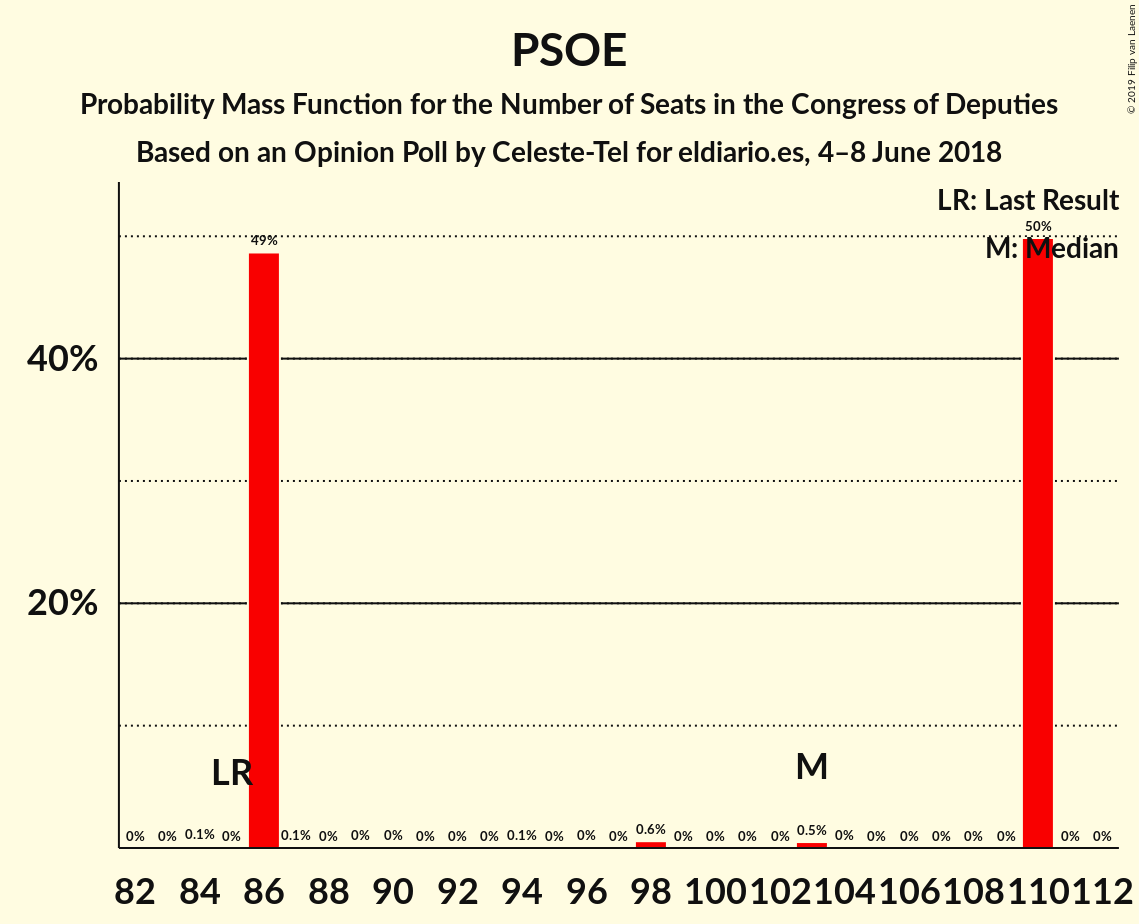 PSOE
Probability Mass Function for the Number of Seats in the Congress of Deputies
Based on an Opinion Poll by Celeste-Tel for eldiario.es, 4–8 June 2018
© 2019 Filip van Laenen
LR: Last Result
M: Median
49% 50%
40%
20%
LR M
0% 0% 0.1% 0% 0.1% 0% 0% 0% 0% 0% 0% 0.1% 0% 0% 0% 0.6% 0% 0% 0% 0% 0.5% 0% 0% 0% 0% 0% 0% 0% 0%
82 84 86 88 90 92 94 96 98 100 102 104 106 108 110 112